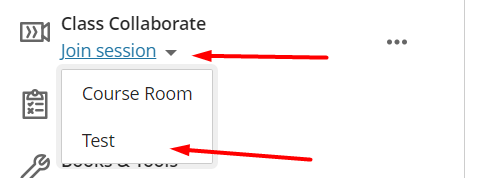 Class Collaborate
Join session
Course Room
Test
Books & Tools